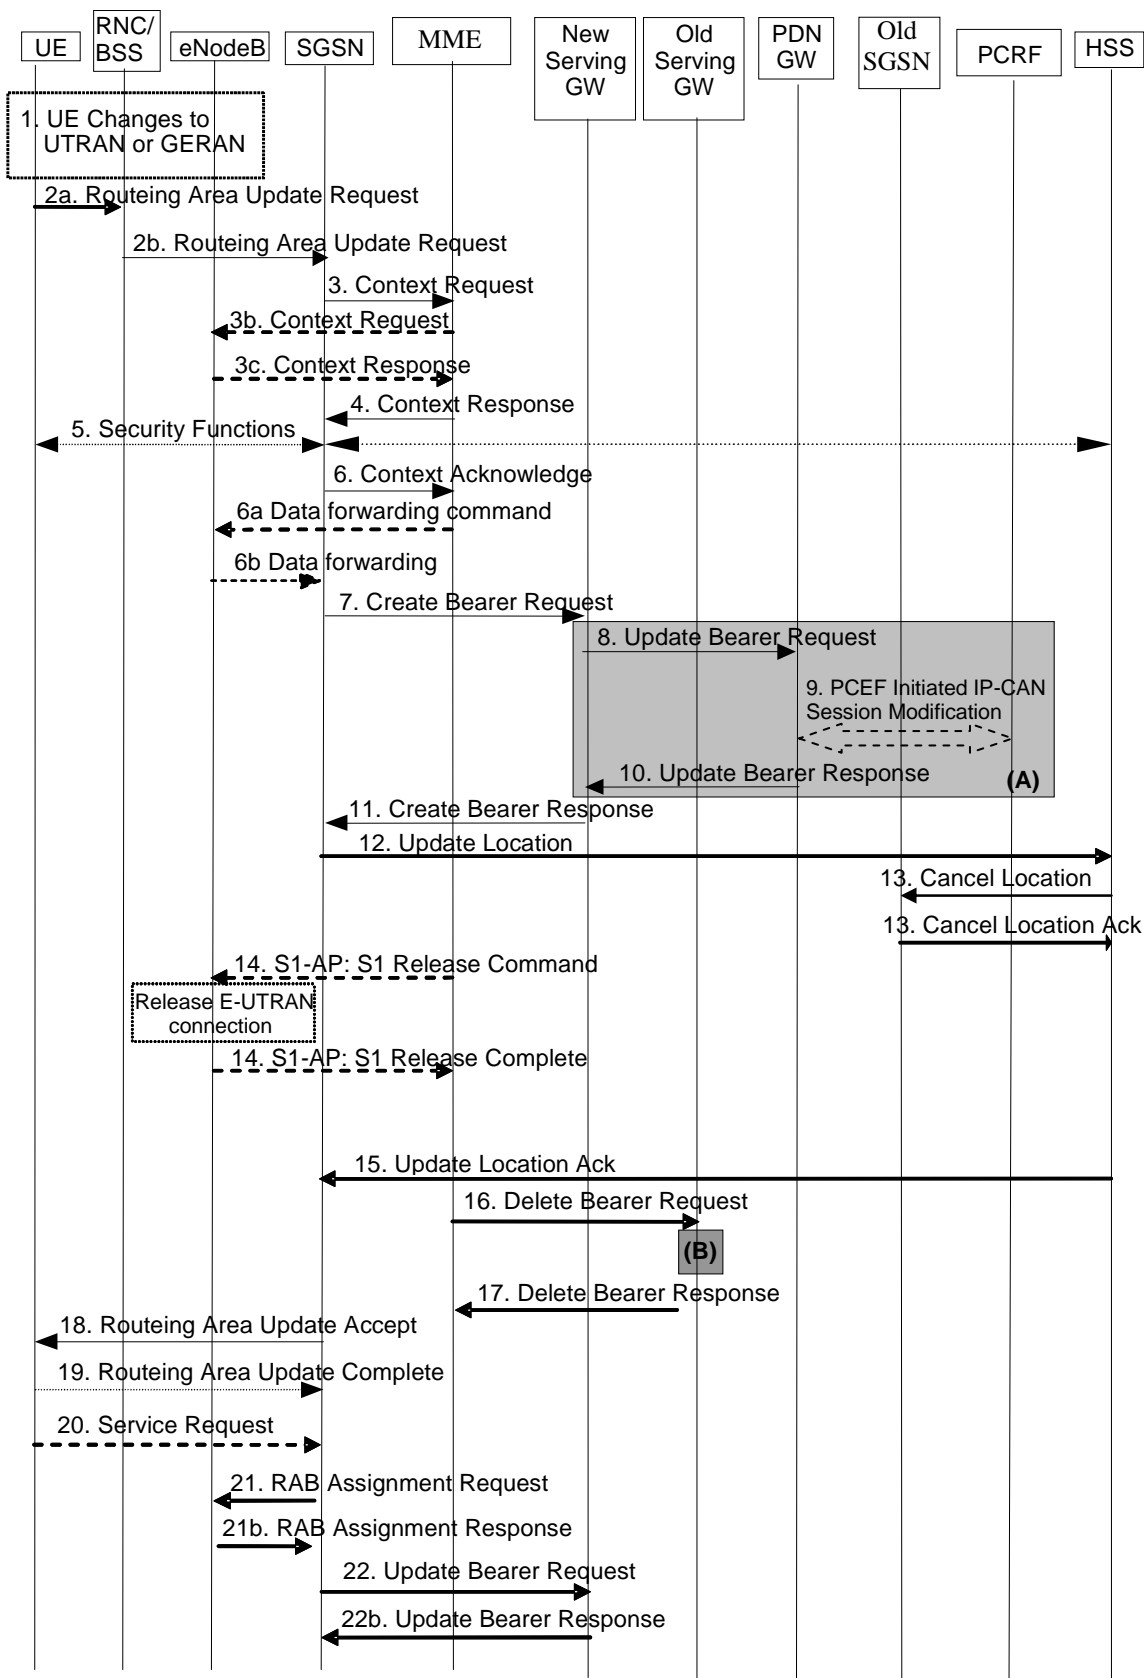 UE
RNC/
BSS
eNodeB
SGSN
MME
New
Serving
GW
Old
Serving
GW
PDN
GW
Old
SGSN
PCRF
HSS
1. UE Changes to
UTRAN or GERAN
2a. Routeing Area Update Request
2b. Routeing Area Update Request
3. Context Request
3b. Context Request
3c. Context Response
4. Context Response
5. Security Functions
6. Context Acknowledge
6a Data forwarding command
6b Data forwarding
7. Create Bearer Request
8. Update Bearer Request
9. PCEF Initiated IP-CAN
Session Modification
10. Update Bearer Response
(A)
11. Create Bearer Response
12. Update Location
13. Cancel Location
13. Cancel Location Ack
14. S1-AP: S1 Release Command
Release E-UTRAN
connection
14. S1-AP: S1 Release Complete
15. Update Location Ack
16. Delete Bearer Request
(B)
17. Delete Bearer Response
18. Routeing Area Update Accept
19. Routeing Area Update Complete
20. Service Request
21. RAB Assignment Request
21b. RAB Assignment Response
22. Update Bearer Request
22b. Update Bearer Response